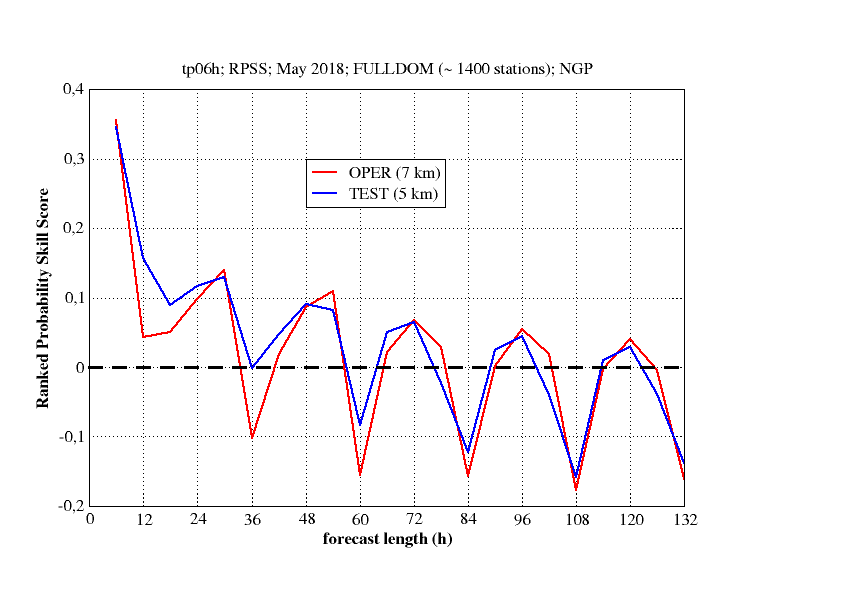 tp06h; RPSS; May 2018; FULLDOM (~ 1400 stations); NGP
0,4
0,3
0,2
0,1
0
-0,1
-0,2
Ranked Probability Skill Score
OPER (7 km)
TEST (5 km)
0 12 24 36 48 60 72 84 96 108 120 132
forecast length (h)